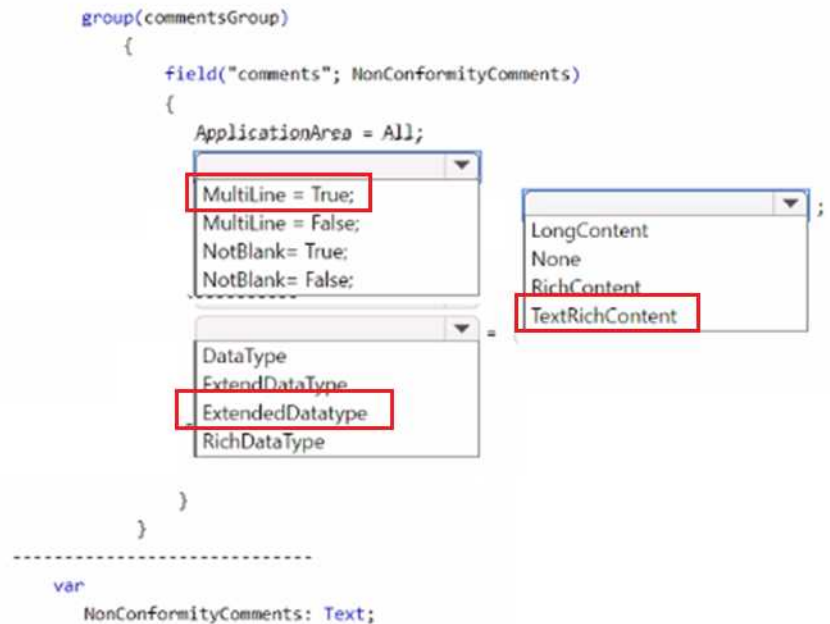 group(commentsGroup)
{
field("comments"; NonConformityComments)
{
ApplicationArea = All;
MultiLine = True;
MultiLine = False;
NotBlank= True;
NotBlank= False;
LongContent
None
RichContent
TextRichContent
;
DataType
ExtendDataType
ExtendedDatatype
RichDataType
=
}
}
------------------------------
var
NonConformityComments: Text;